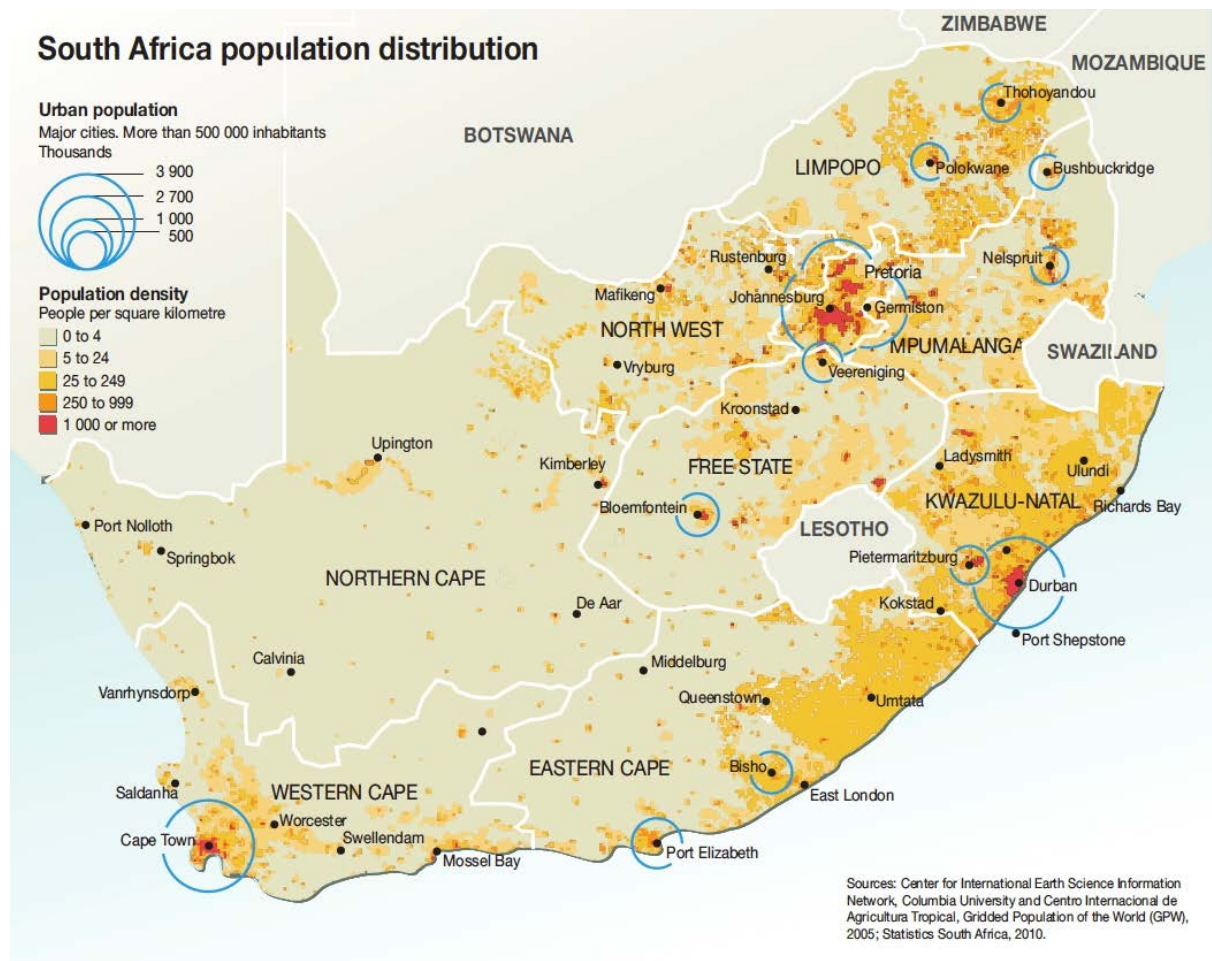 South Africa population distribution
Urban population
Major cities. More than 500 000 inhabitants
Thousands
3 900
2 700
1 000
500
Population density
People per square kilometre
0 to 4
5 to 24
25 to 249
250 to 999
1 000 or more
ZIMBABWE
MOZAMBIQUE
BOTSWANA
Thohoyandou
LIMPOPO
Polokwane
Bushbuckridge
Rustenburg
Pretoria
Nelspruit
Mafikeng
Johannesburg
Germiston
NORTH WEST
MPUMALANGA
SWAZILAND
Vryburg
Veereniging
Kroonstad
Upington
Kimberley
FREE STATE
Ladysmith
Ulundi
Bloemfontein
KWAZULU-NATAL
Richards Bay
Port Nolloth
LESOTHO
Springbok
Pietermaritzburg
NORTHERN CAPE
Durban
De Aar
Kokstad
Port Shepstone
Calvinia
Middelburg
Vanrhynsdorp
Queenstown
Umtata
EASTERN CAPE
Bisho
Saldanha
WESTERN CAPE
East London
Worcester
Cape Town
Swellendam
Mossel Bay
Port Elizabeth
Sources: Center for International Earth Science Information
Network, Columbia University and Centro Internacional de
Agricultura Tropical, Gridded Population of the World (GPW),
2005; Statistics South Africa, 2010.